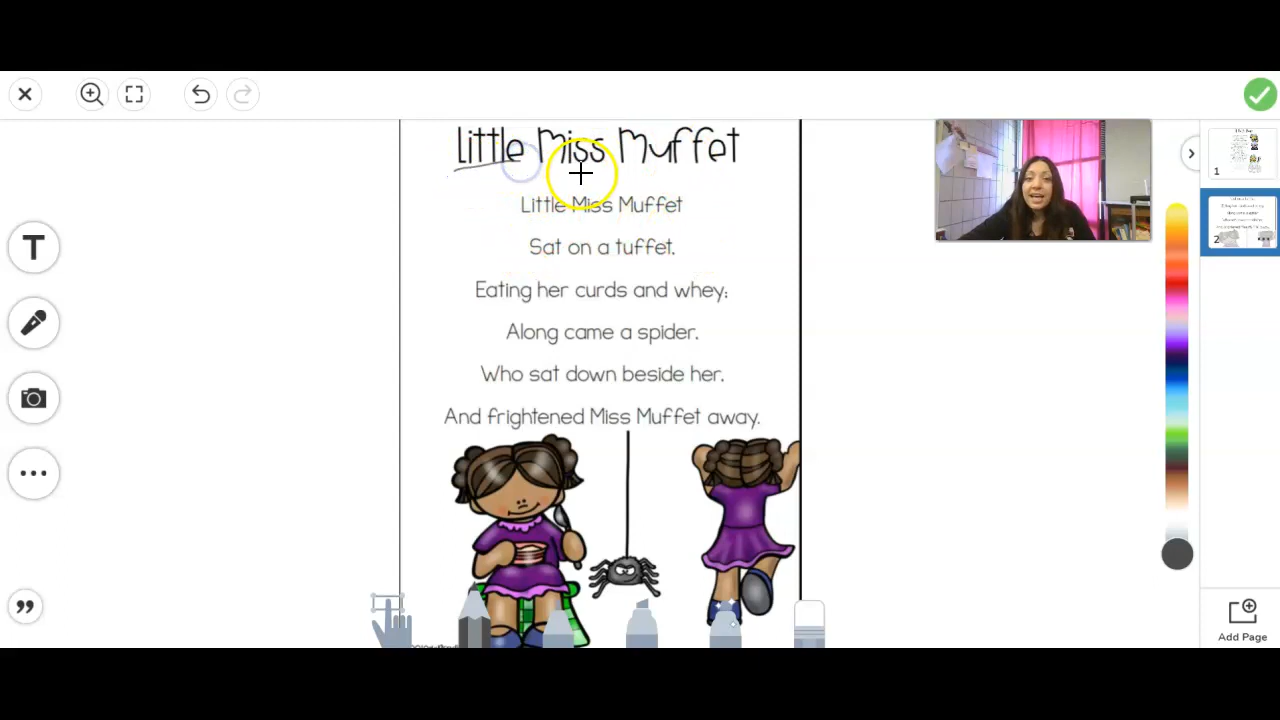 Little Miss Muffet
Little Miss Muffet
Sat on a tuffet.
Eating her curds and whey;
Along came a spider.
Who sat down beside her.
And frightened Miss Muffet away.
T
1
2
Add Page